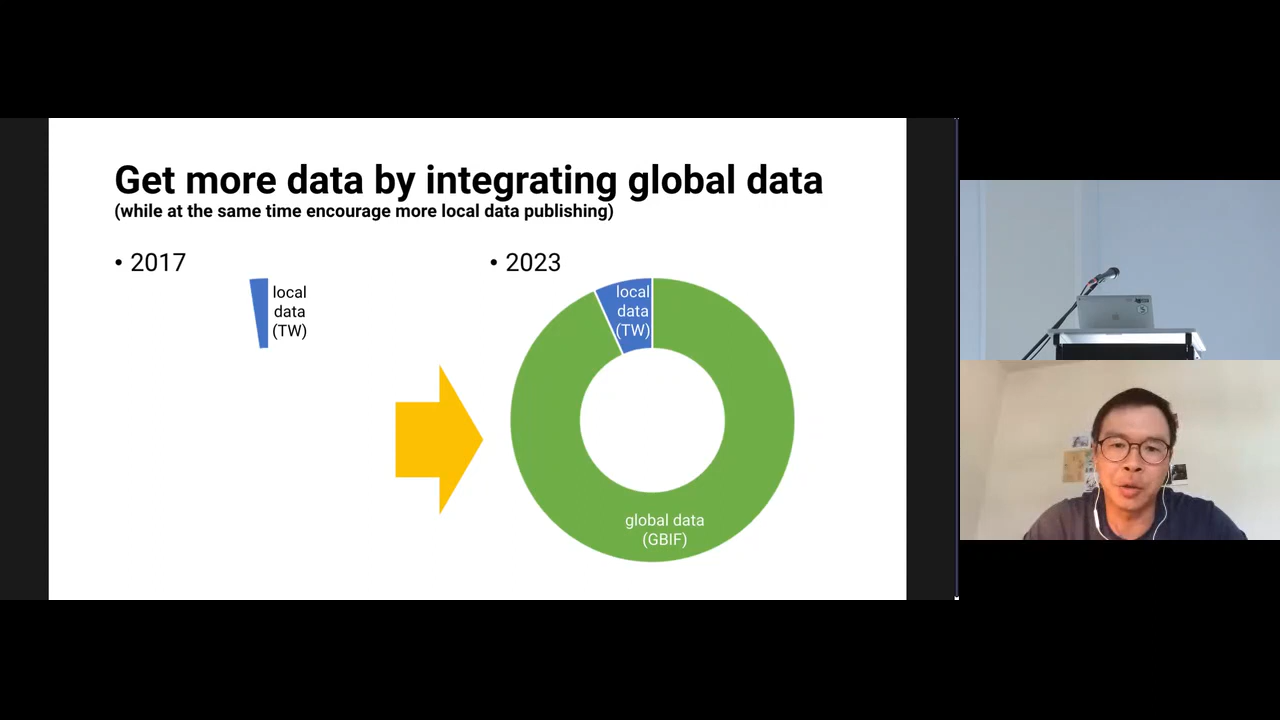 Get more data by integrating global data
(while at the same time encourage more local data publishing)
• 2017
local
data
(TW)
• 2023
local
data
(TW)
global data
(GBIF)